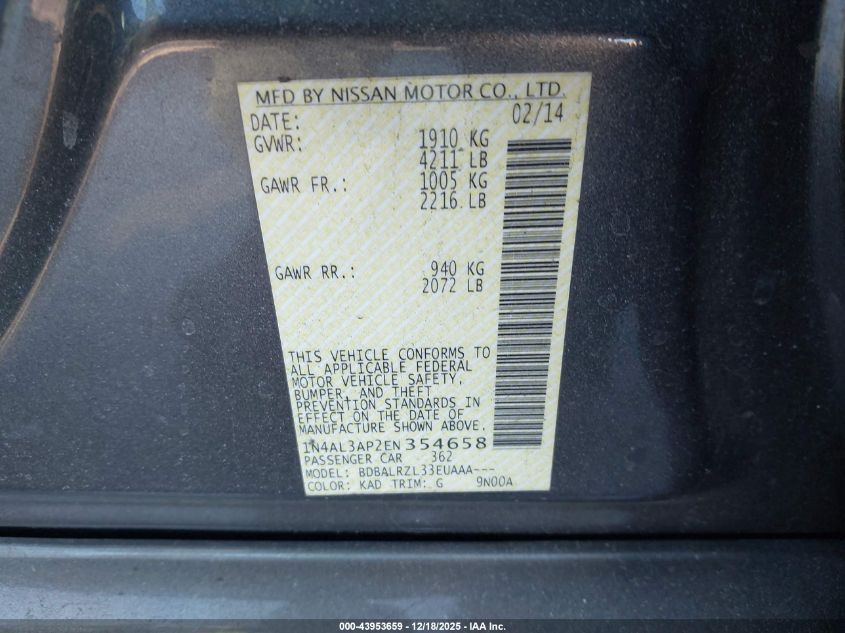 MFD BY NISSAN MOTOR CO., LTD.
DATE: 02/14
GVWR: 1910 KG
4211 LB
GAWR FR.: 1005 KG
2216 LB
GAWR RR.: 940 KG
2072 LB
THIS VEHICLE CONFORMS TO
ALL APPLICABLE FEDERAL
MOTOR VEHICLE SAFETY,
BUMPER, AND THEFT
PREVENTION STANDARDS IN
EFFECT ON THE DATE OF
MANUFACTURE SHOWN ABOVE.
1N4AL3AP2EN354658
PASSENGER CAR 362
MODEL: BDBALRZL33EUAAA---
COLOR: KAD TRIM: G 9N00A
000-43953659 - 12/18/2025 - IAA Inc.